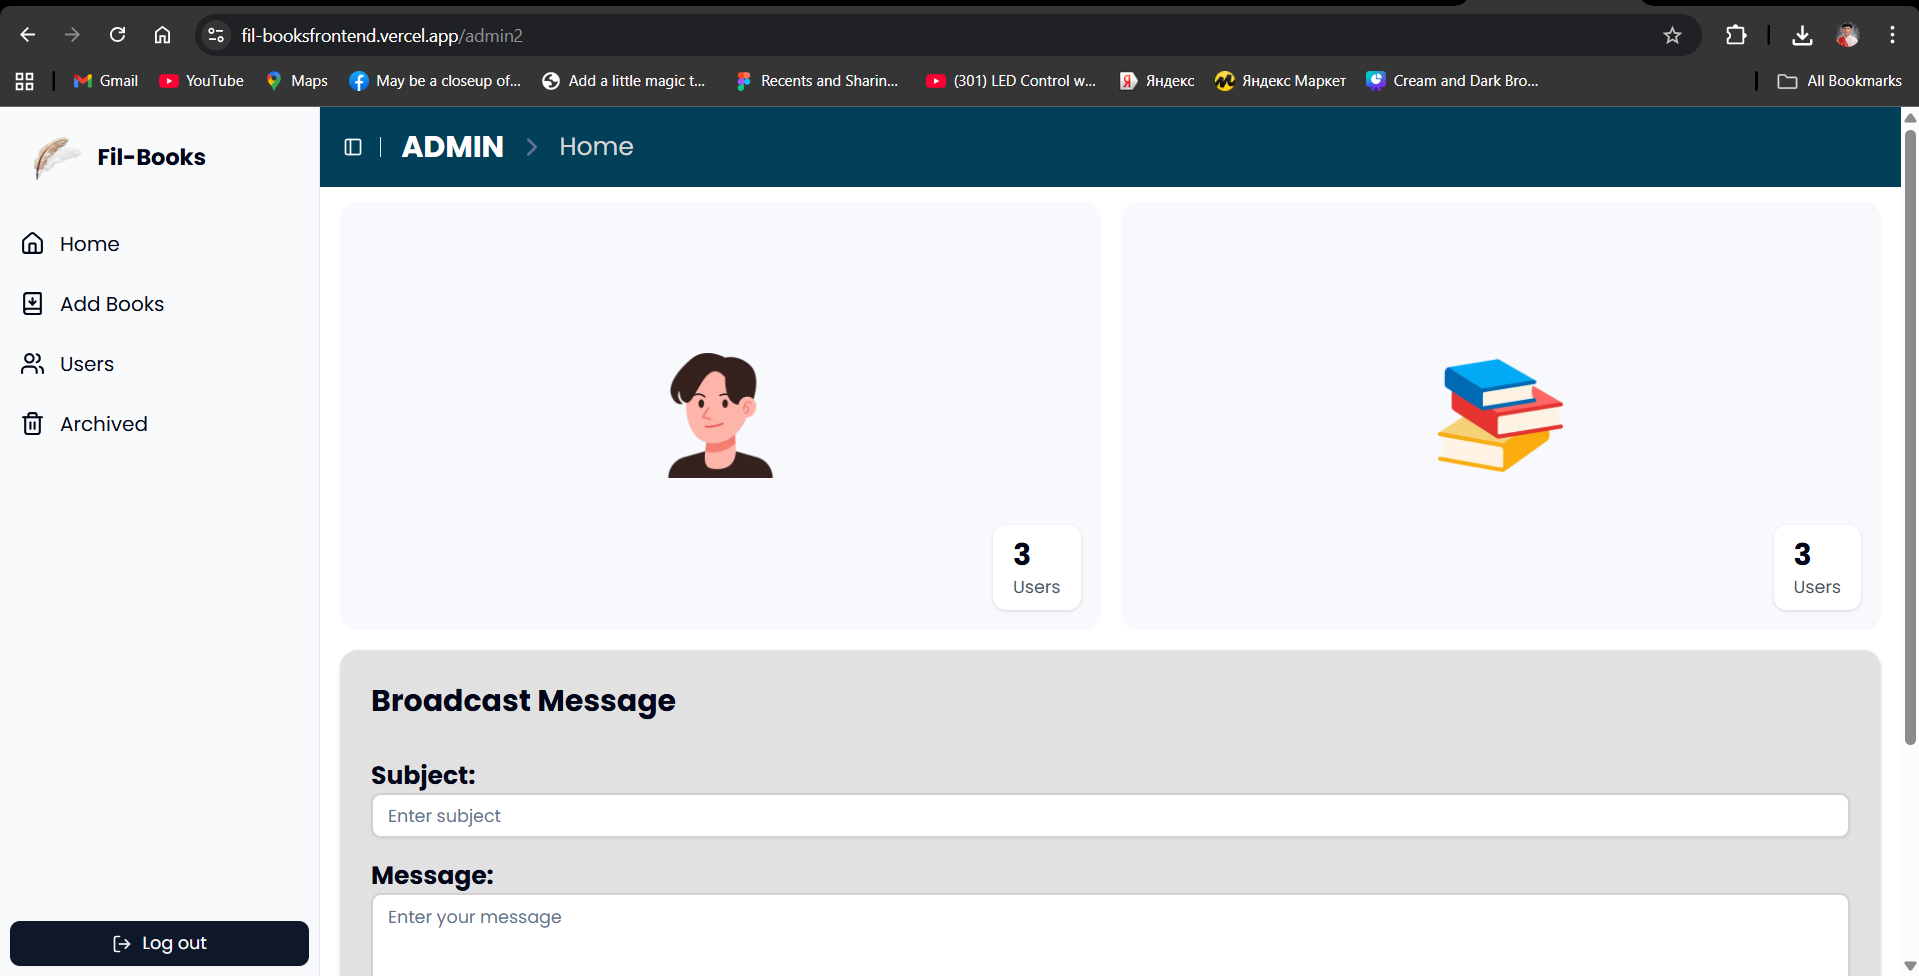 fil-booksfrontend.vercel.app/admin2
Gmail
YouTube
Maps
May be a closeup of...
Add a little magic t...
Recents and Sharin...
(301) LED Control w...
Яндекс
Яндекс Маркет
Cream and Dark Bro...
All Bookmarks
Fil-Books
ADMIN > Home
Home
Add Books
Users
Archived
Log out
3
Users
3
Users
Broadcast Message
Subject:
Enter subject
Message:
Enter your message